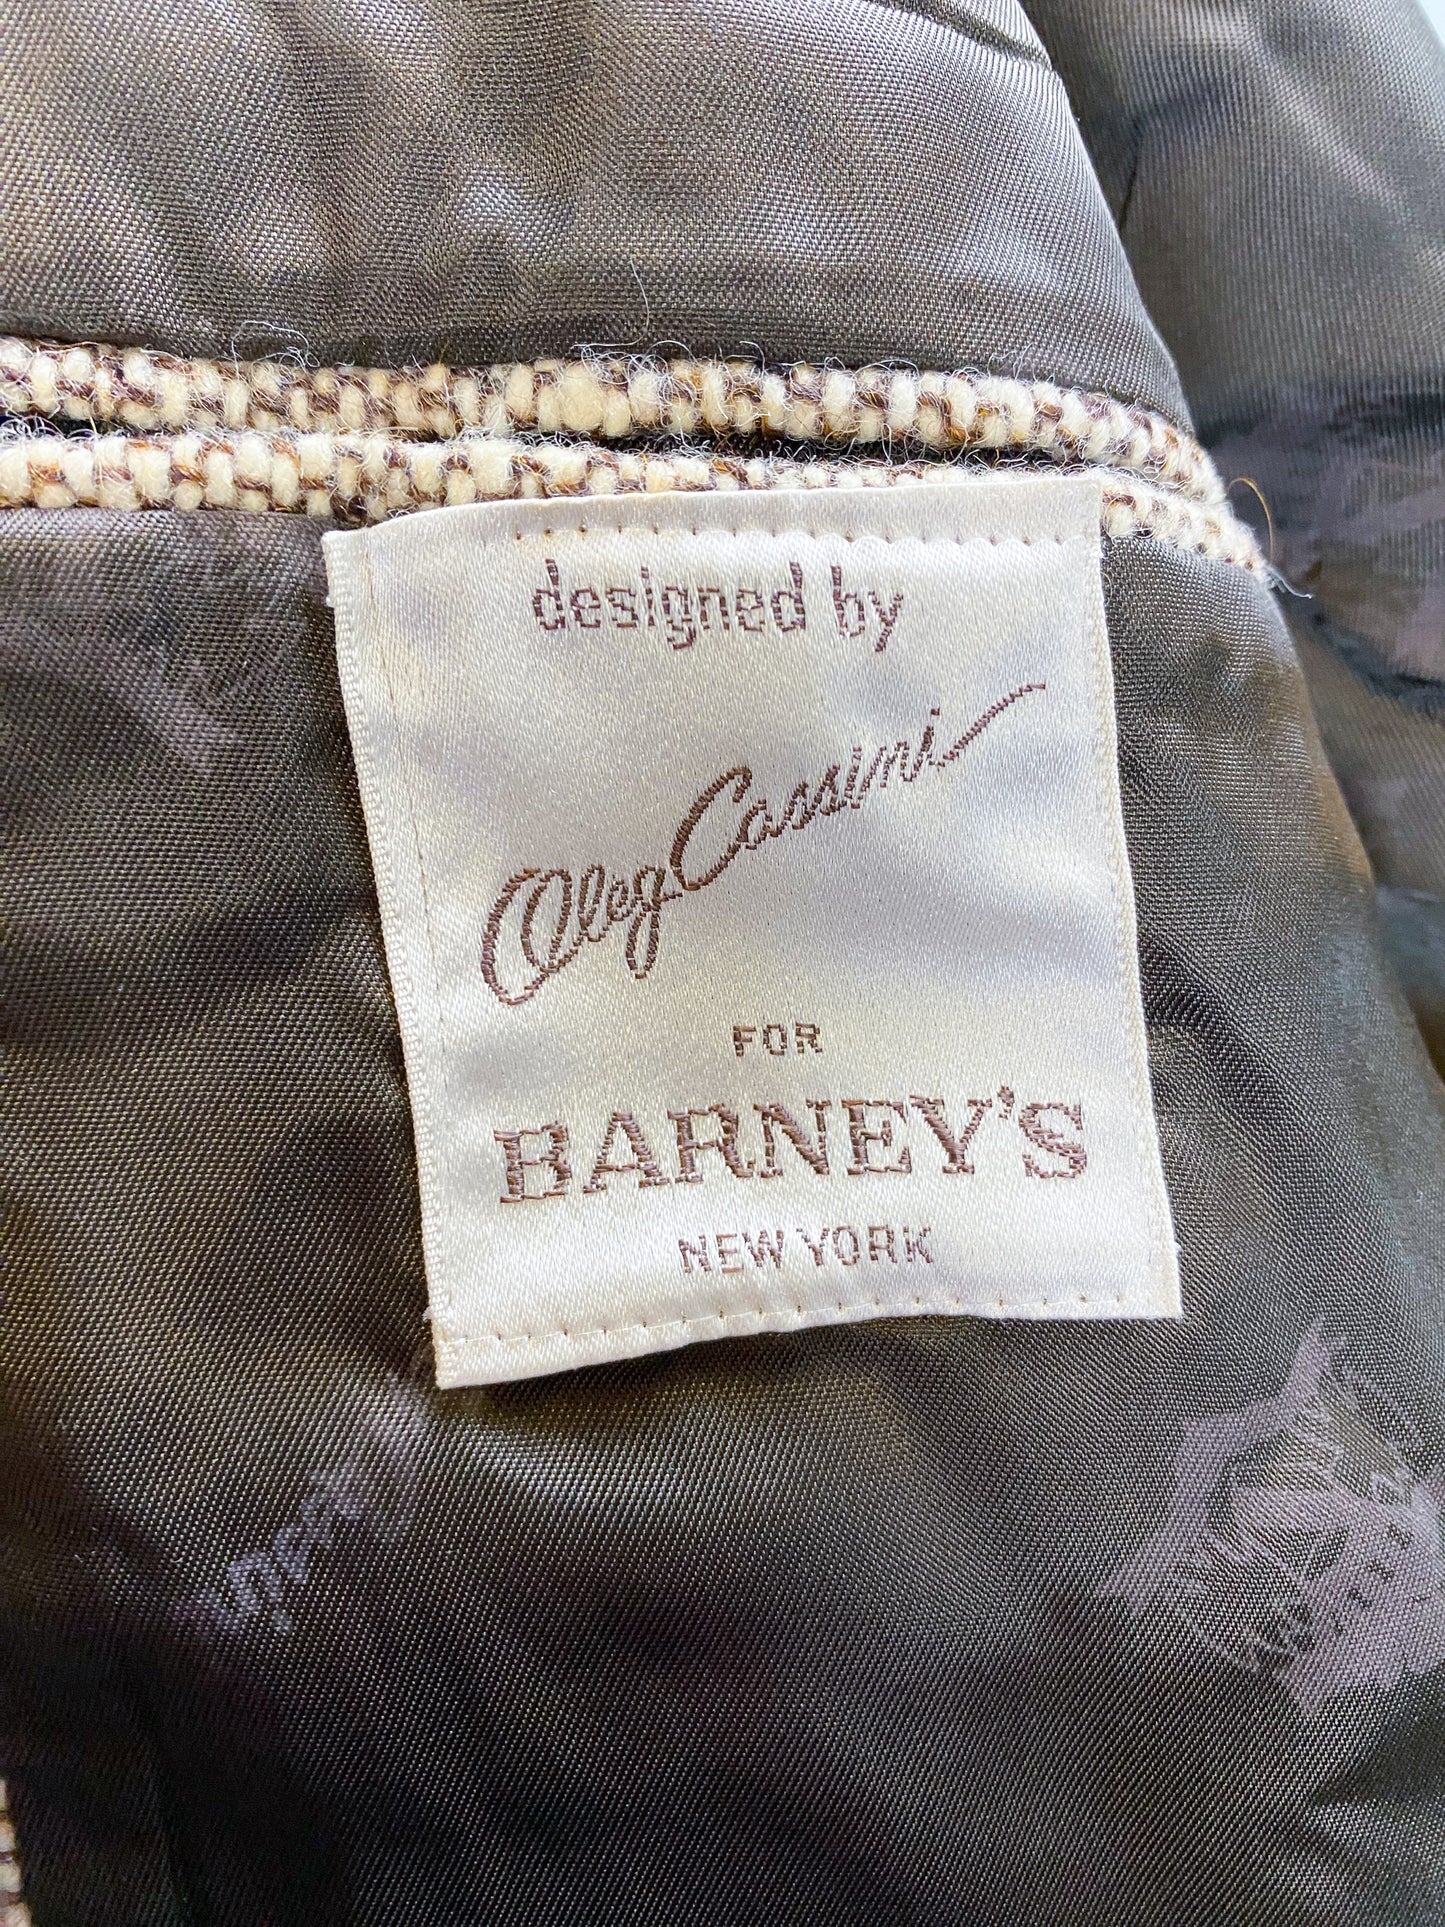 designed by
Oleg Cassini
FOR
BARNEY'S
NEW YORK